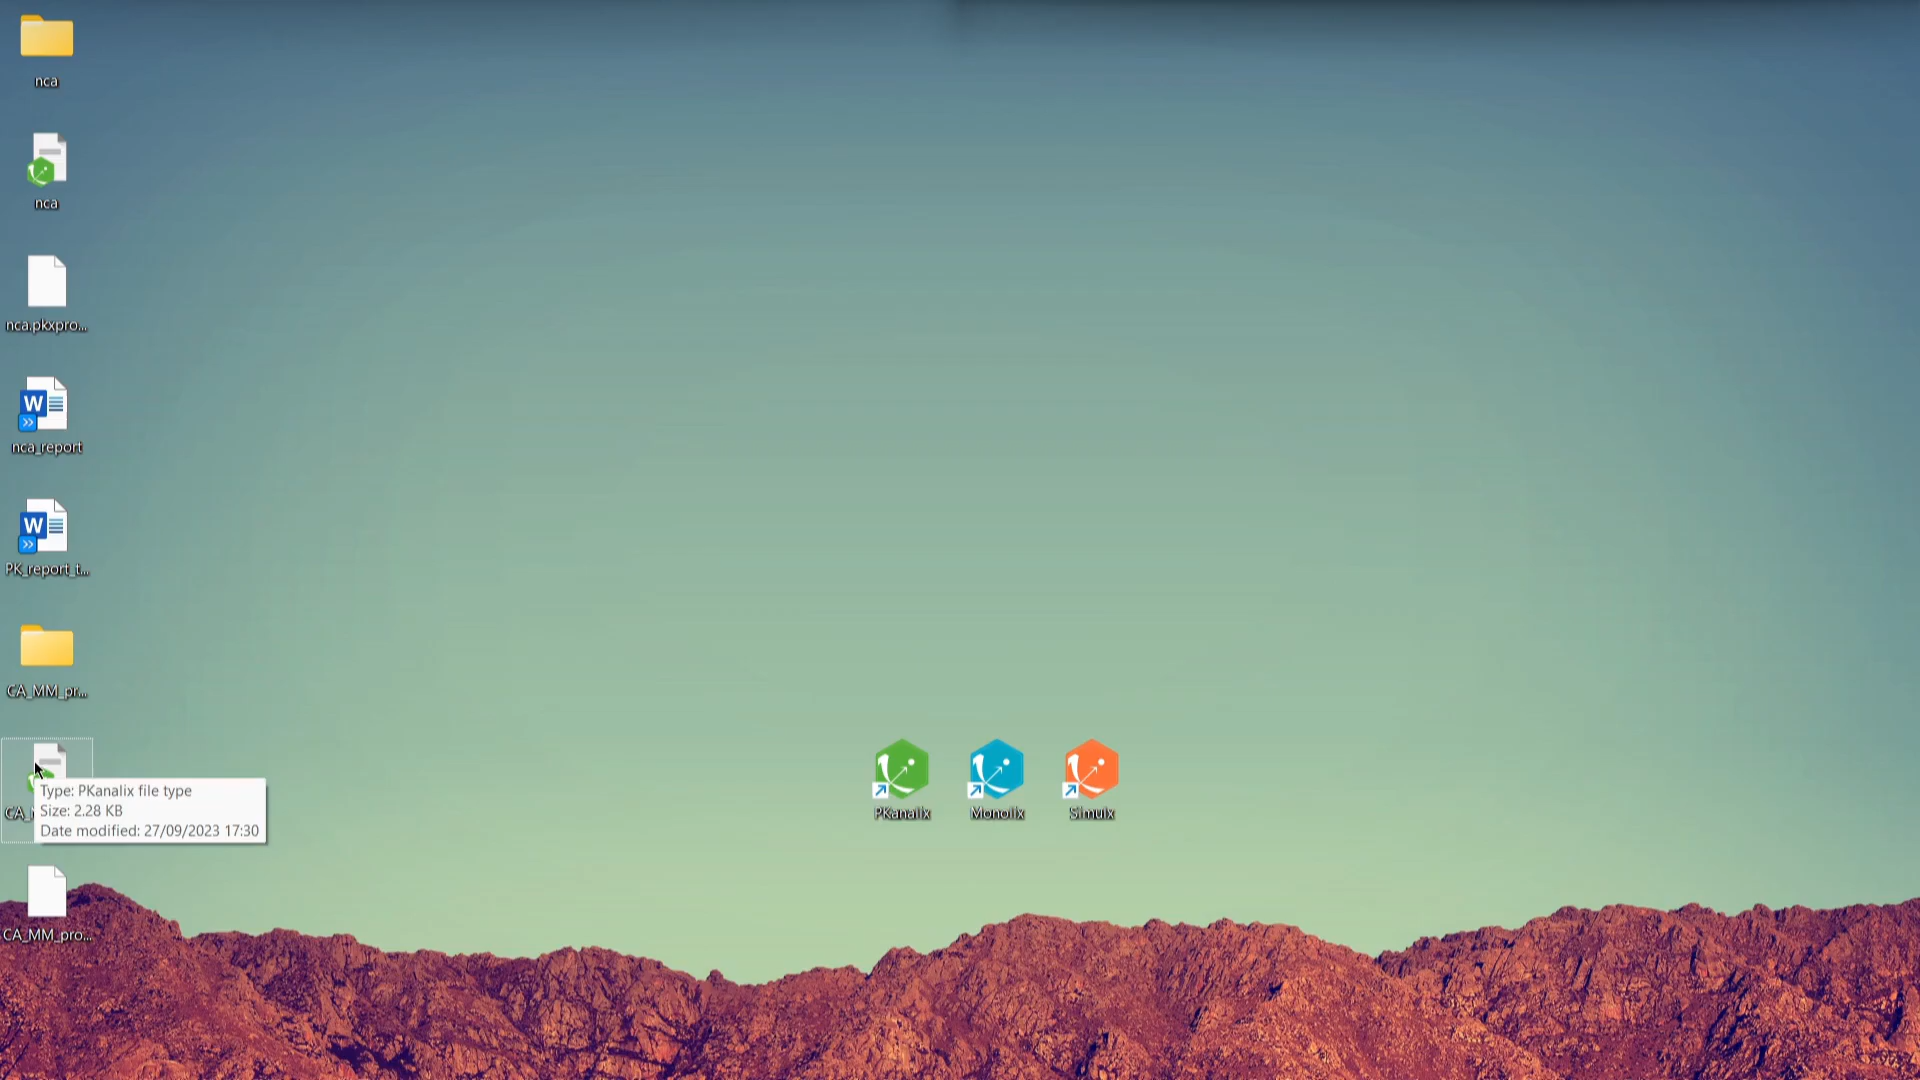 nca
nca
nca.pkxpro...
W
nca_report
W
PK_report_t...
CA_MM_pr...
CA_
Type: PKanalix file type
Size: 2.28 KB
Date modified: 27/09/2023 17:30
CA_MM_pro...
PKanalix
Monolix
Simulx